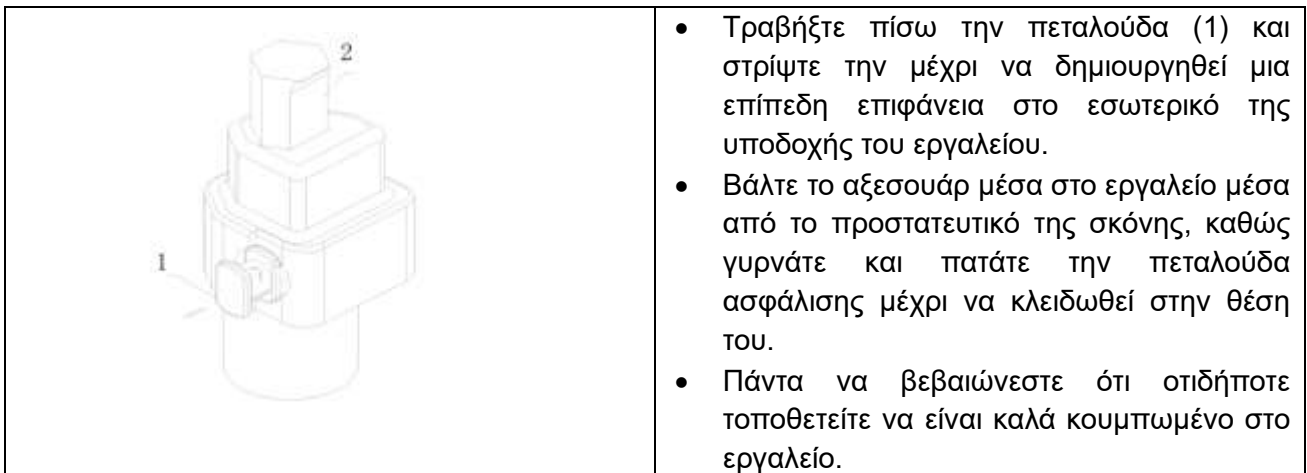 2
1
• Τραβήξτε πίσω την πεταλούδα (1) και
στρίψτε την μέχρι να δημιουργηθεί μια
επίπεδη επιφάνεια στο εσωτερικό της
υποδοχής του εργαλείου.
• Βάλτε το αξεσουάρ μέσα στο εργαλείο μέσα
από το προστατευτικό της σκόνης, καθώς
γυρνάτε και πατάτε την πεταλούδα
ασφάλισης μέχρι να κλειδωθεί στην θέση
του.
• Πάντα να βεβαιώνεστε ότι οτιδήποτε
τοποθετείτε να είναι καλά κουμπωμένο στο
εργαλείο.